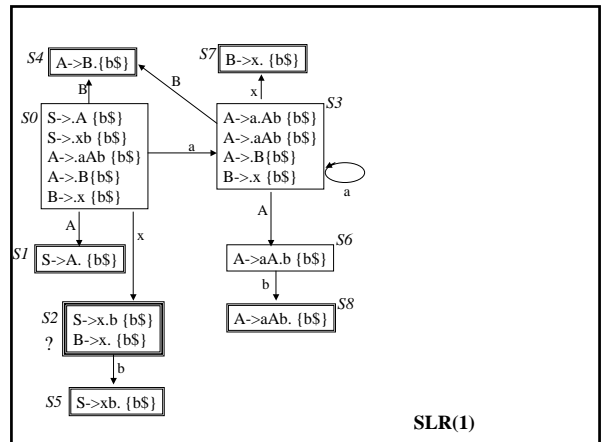 S4
A->B.{b$}
S7
B->x. {b$}
B
B
x
S0
S->.A {b$}
S->.xb {b$}
A->.aAb {b$}
A->.B{b$}
B->.x {b$}
a
S3
A->a.Ab {b$}
A->.aAb {b$}
A->.B{b$}
B->.x {b$}
a
A
x
A
S1
S->A. {b$}
S6
A->aA.b {b$}
b
S2
?
S->x.b {b$}
B->x. {b$}
S8
A->aAb. {b$}
b
S5
S->xb. {b$}
SLR(1)